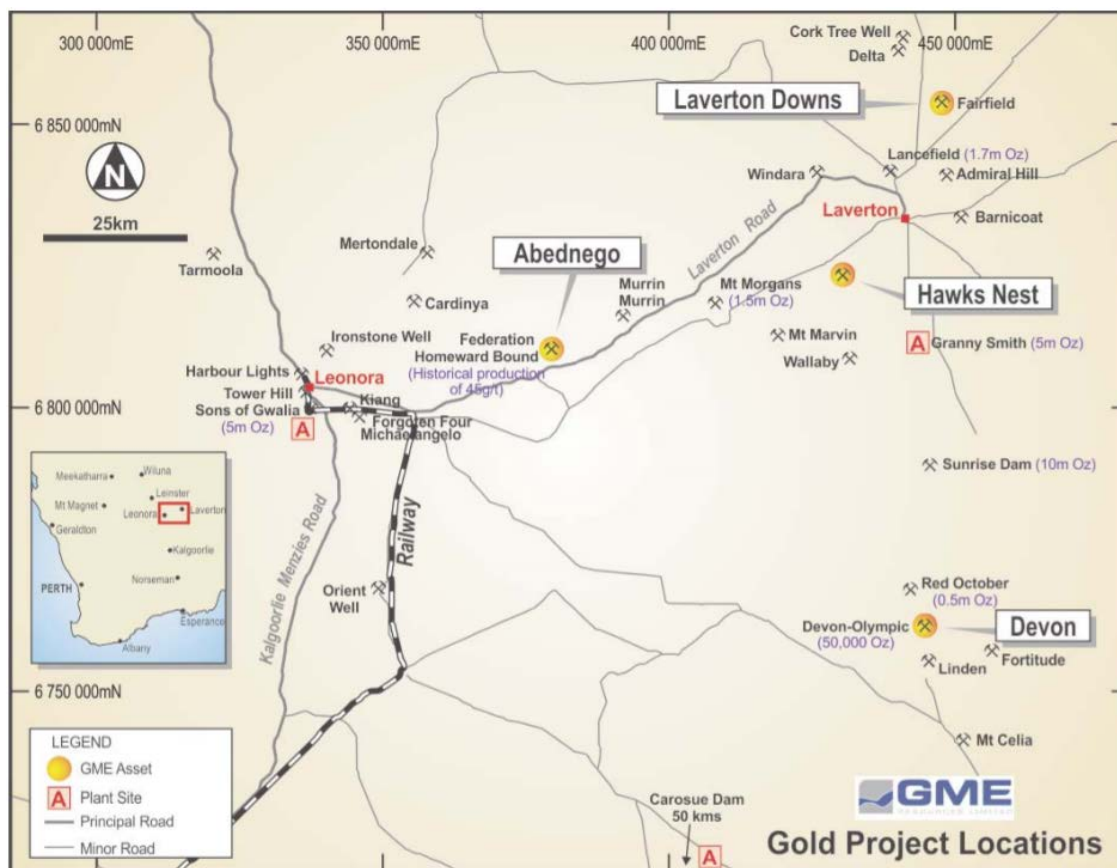 300 000mE
350 000mE
400 000mE
450 000mE
Cork Tree Well
Delta
Laverton Downs
Fairfield
6 850 000mN
N
25km
Lancefield (1.7m Oz)
Windara
Admiral Hill
Laverton
Barnicoat
Tarmoola
Mertondale
Abednego
Laverton Road
Cardinya
Murrin
Murrin
Mt Morgans
(1.5m Oz)
Hawks Nest
Ironstone Well
Federation
Homeward Bound
(Historical production
of 45g/t)
Mt Marvin
Wallaby
A
Granny Smith (5m Oz)
Harbour Lights
Leonora
Tower Hill
Kiang
6 800 000mN
Sons of Gwalia
(5m Oz)
A
Forgoten Four
Michaelangelo
Sunrise Dam (10m Oz)
Meekatharra
Wiluna
Leinster
Mt Magnet
Leonora
Laverton
Geraldton
Kalgoorlie
PERTH
Norseman
Esperance
Albany
Kalgoorlie Menzies Road
Railway
Orient
Well
Red October
(0.5m Oz)
Devon-Olympic
(50,000 Oz)
Devon
Linden
Fortitude
6 750 000mN
Mt Celia
LEGEND
GME Asset
A
Plant Site
Principal Road
Minor Road
Carosue Dam
50 kms
A
GME
RESOURCES LIMITED
Gold Project Locations